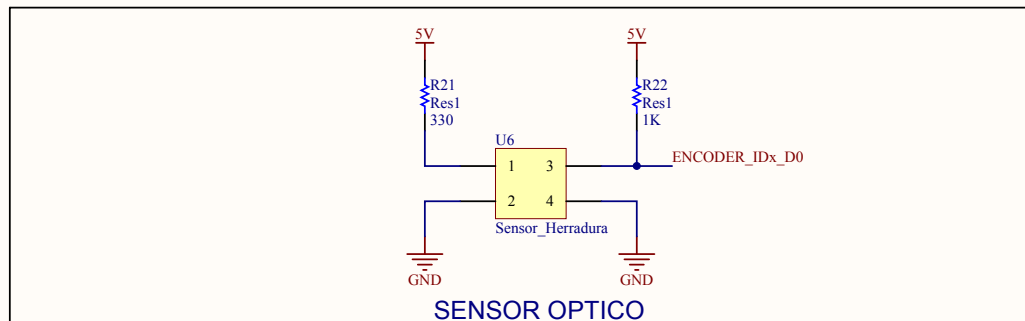 5V
5V
R21
Res1
330
R22
Res1
1K
U6
1
3
ENCODER_IDx_D0
2
4
Sensor_Herradura
GND
GND
SENSOR OPTICO